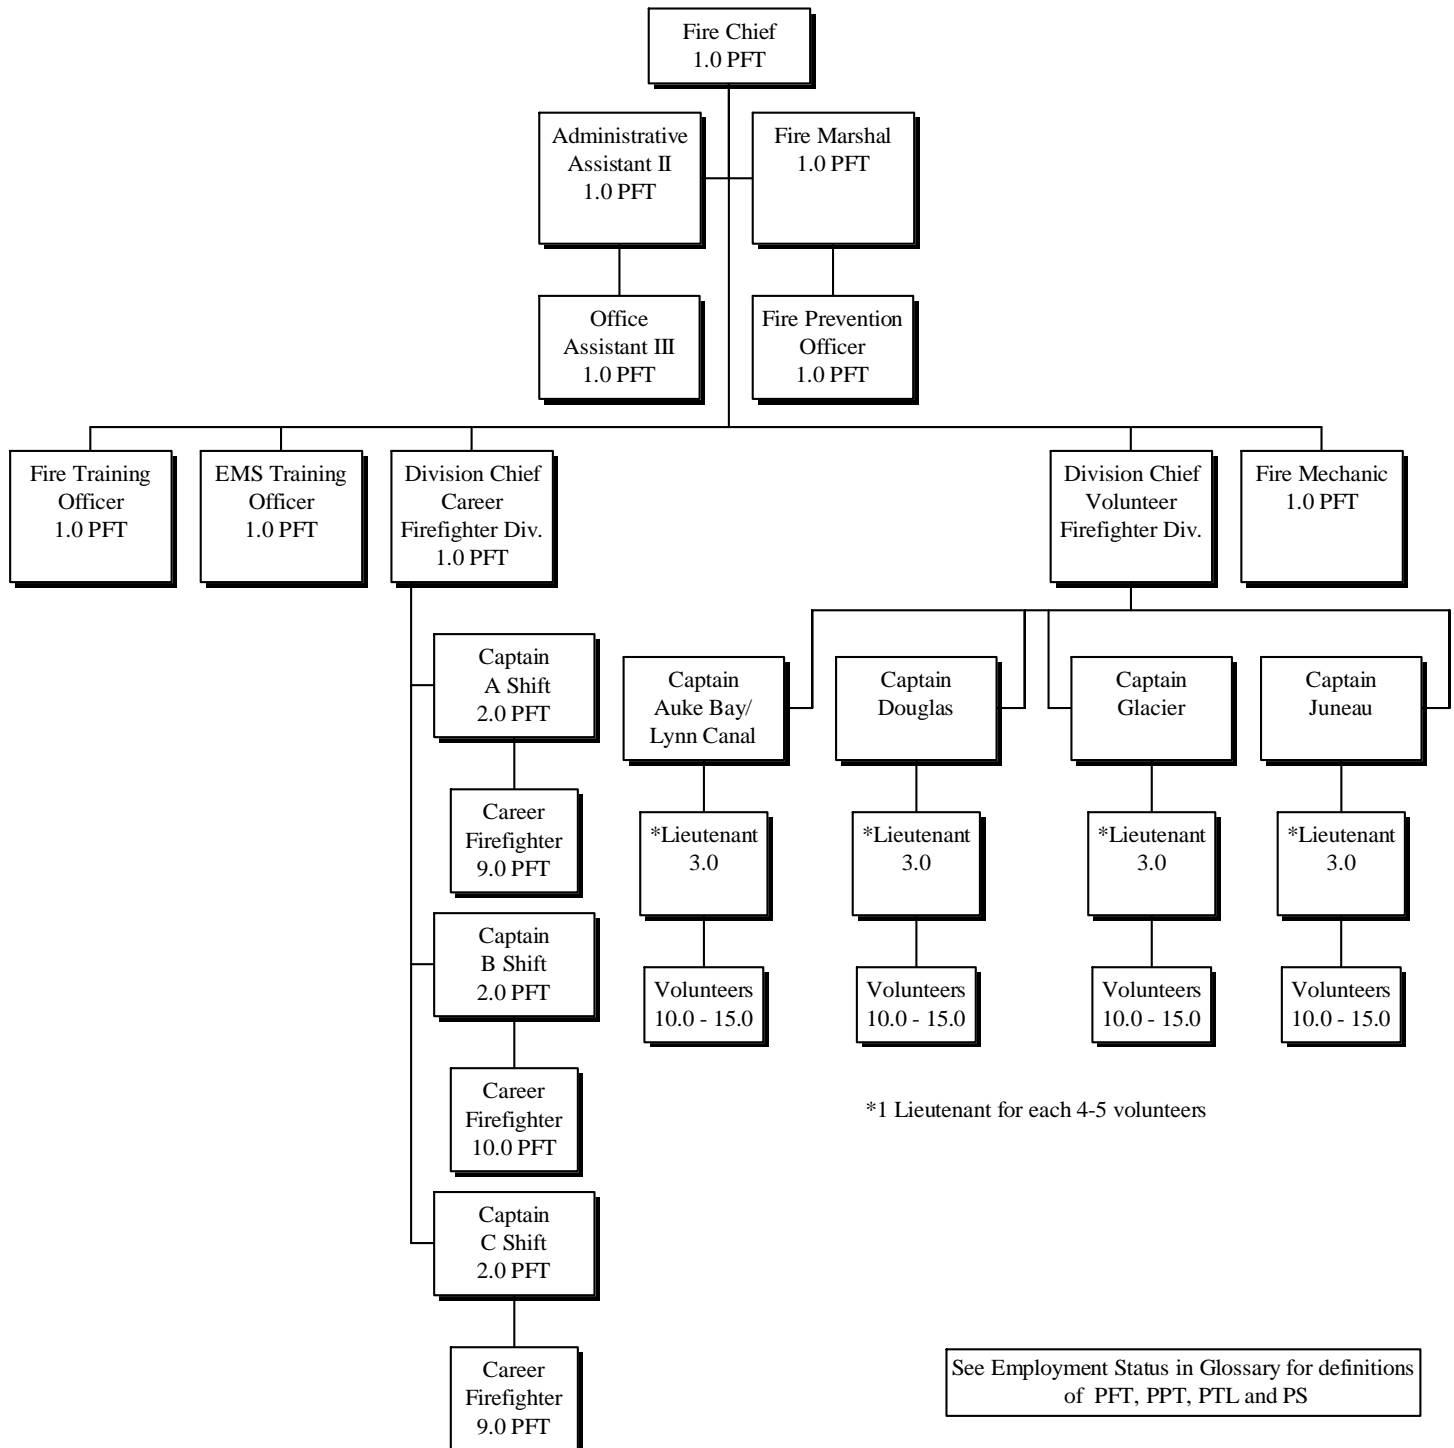 Fire Chief
1.0 PFT
Administrative
Assistant II
1.0 PFT
Fire Marshal
1.0 PFT
Office
Assistant III
1.0 PFT
Fire Prevention
Officer
1.0 PFT
Fire Training
Officer
1.0 PFT
EMS Training
Officer
1.0 PFT
Division Chief
Career
Firefighter Div.
1.0 PFT
Division Chief
Volunteer
Firefighter Div.
Fire Mechanic
1.0 PFT
Captain
A Shift
2.0 PFT
Career
Firefighter
9.0 PFT
Captain
B Shift
2.0 PFT
Career
Firefighter
10.0 PFT
Captain
C Shift
2.0 PFT
Career
Firefighter
9.0 PFT
Captain
Auke Bay/
Lynn Canal
*Lieutenant
3.0
Volunteers
10.0 - 15.0
Captain
Douglas
*Lieutenant
3.0
Volunteers
10.0 - 15.0
Captain
Glacier
*Lieutenant
3.0
Volunteers
10.0 - 15.0
Captain
Juneau
*Lieutenant
3.0
Volunteers
10.0 - 15.0
*1 Lieutenant for each 4-5 volunteers
See Employment Status in Glossary for definitions
of PFT, PPT, PTL and PS